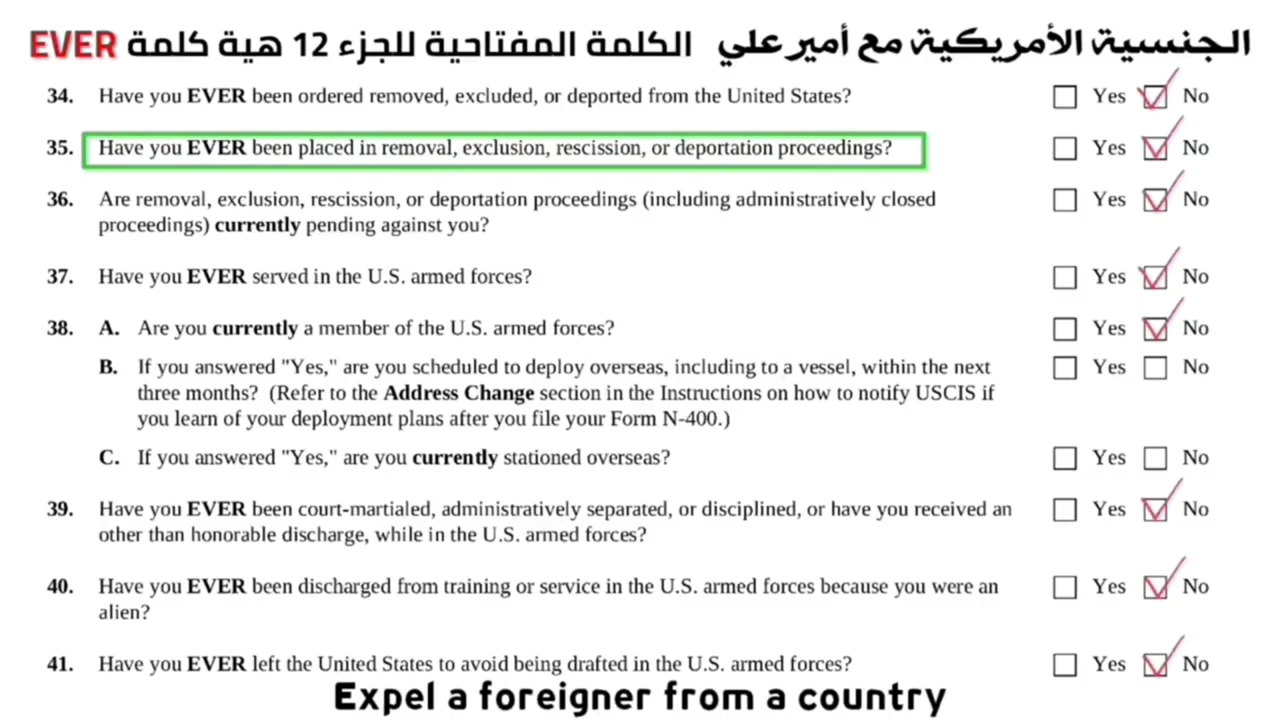 الجنسية الأمريكية مع أمير علي   الكلمة المفتاحية للجزء 12 هية كلمة EVER
34. Have you EVER been ordered removed, excluded, or deported from the United States? Yes No
35. Have you EVER been placed in removal, exclusion, rescission, or deportation proceedings? Yes No
36. Are removal, exclusion, rescission, or deportation proceedings (including administratively closed Yes No
proceedings) currently pending against you?
37. Have you EVER served in the U.S. armed forces? Yes No
38. A. Are you currently a member of the U.S. armed forces? Yes No
B. If you answered "Yes," are you scheduled to deploy overseas, including to a vessel, within the next Yes No
three months? (Refer to the Address Change section in the Instructions on how to notify USCIS if
you learn of your deployment plans after you file your Form N-400.)
C. If you answered "Yes," are you currently stationed overseas? Yes No
39. Have you EVER been court-martialed, administratively separated, or disciplined, or have you received an Yes No
other than honorable discharge, while in the U.S. armed forces?
40. Have you EVER been discharged from training or service in the U.S. armed forces because you were an Yes No
alien?
41. Have you EVER left the United States to avoid being drafted in the U.S. armed forces? Yes No
Expel a foreigner from a country